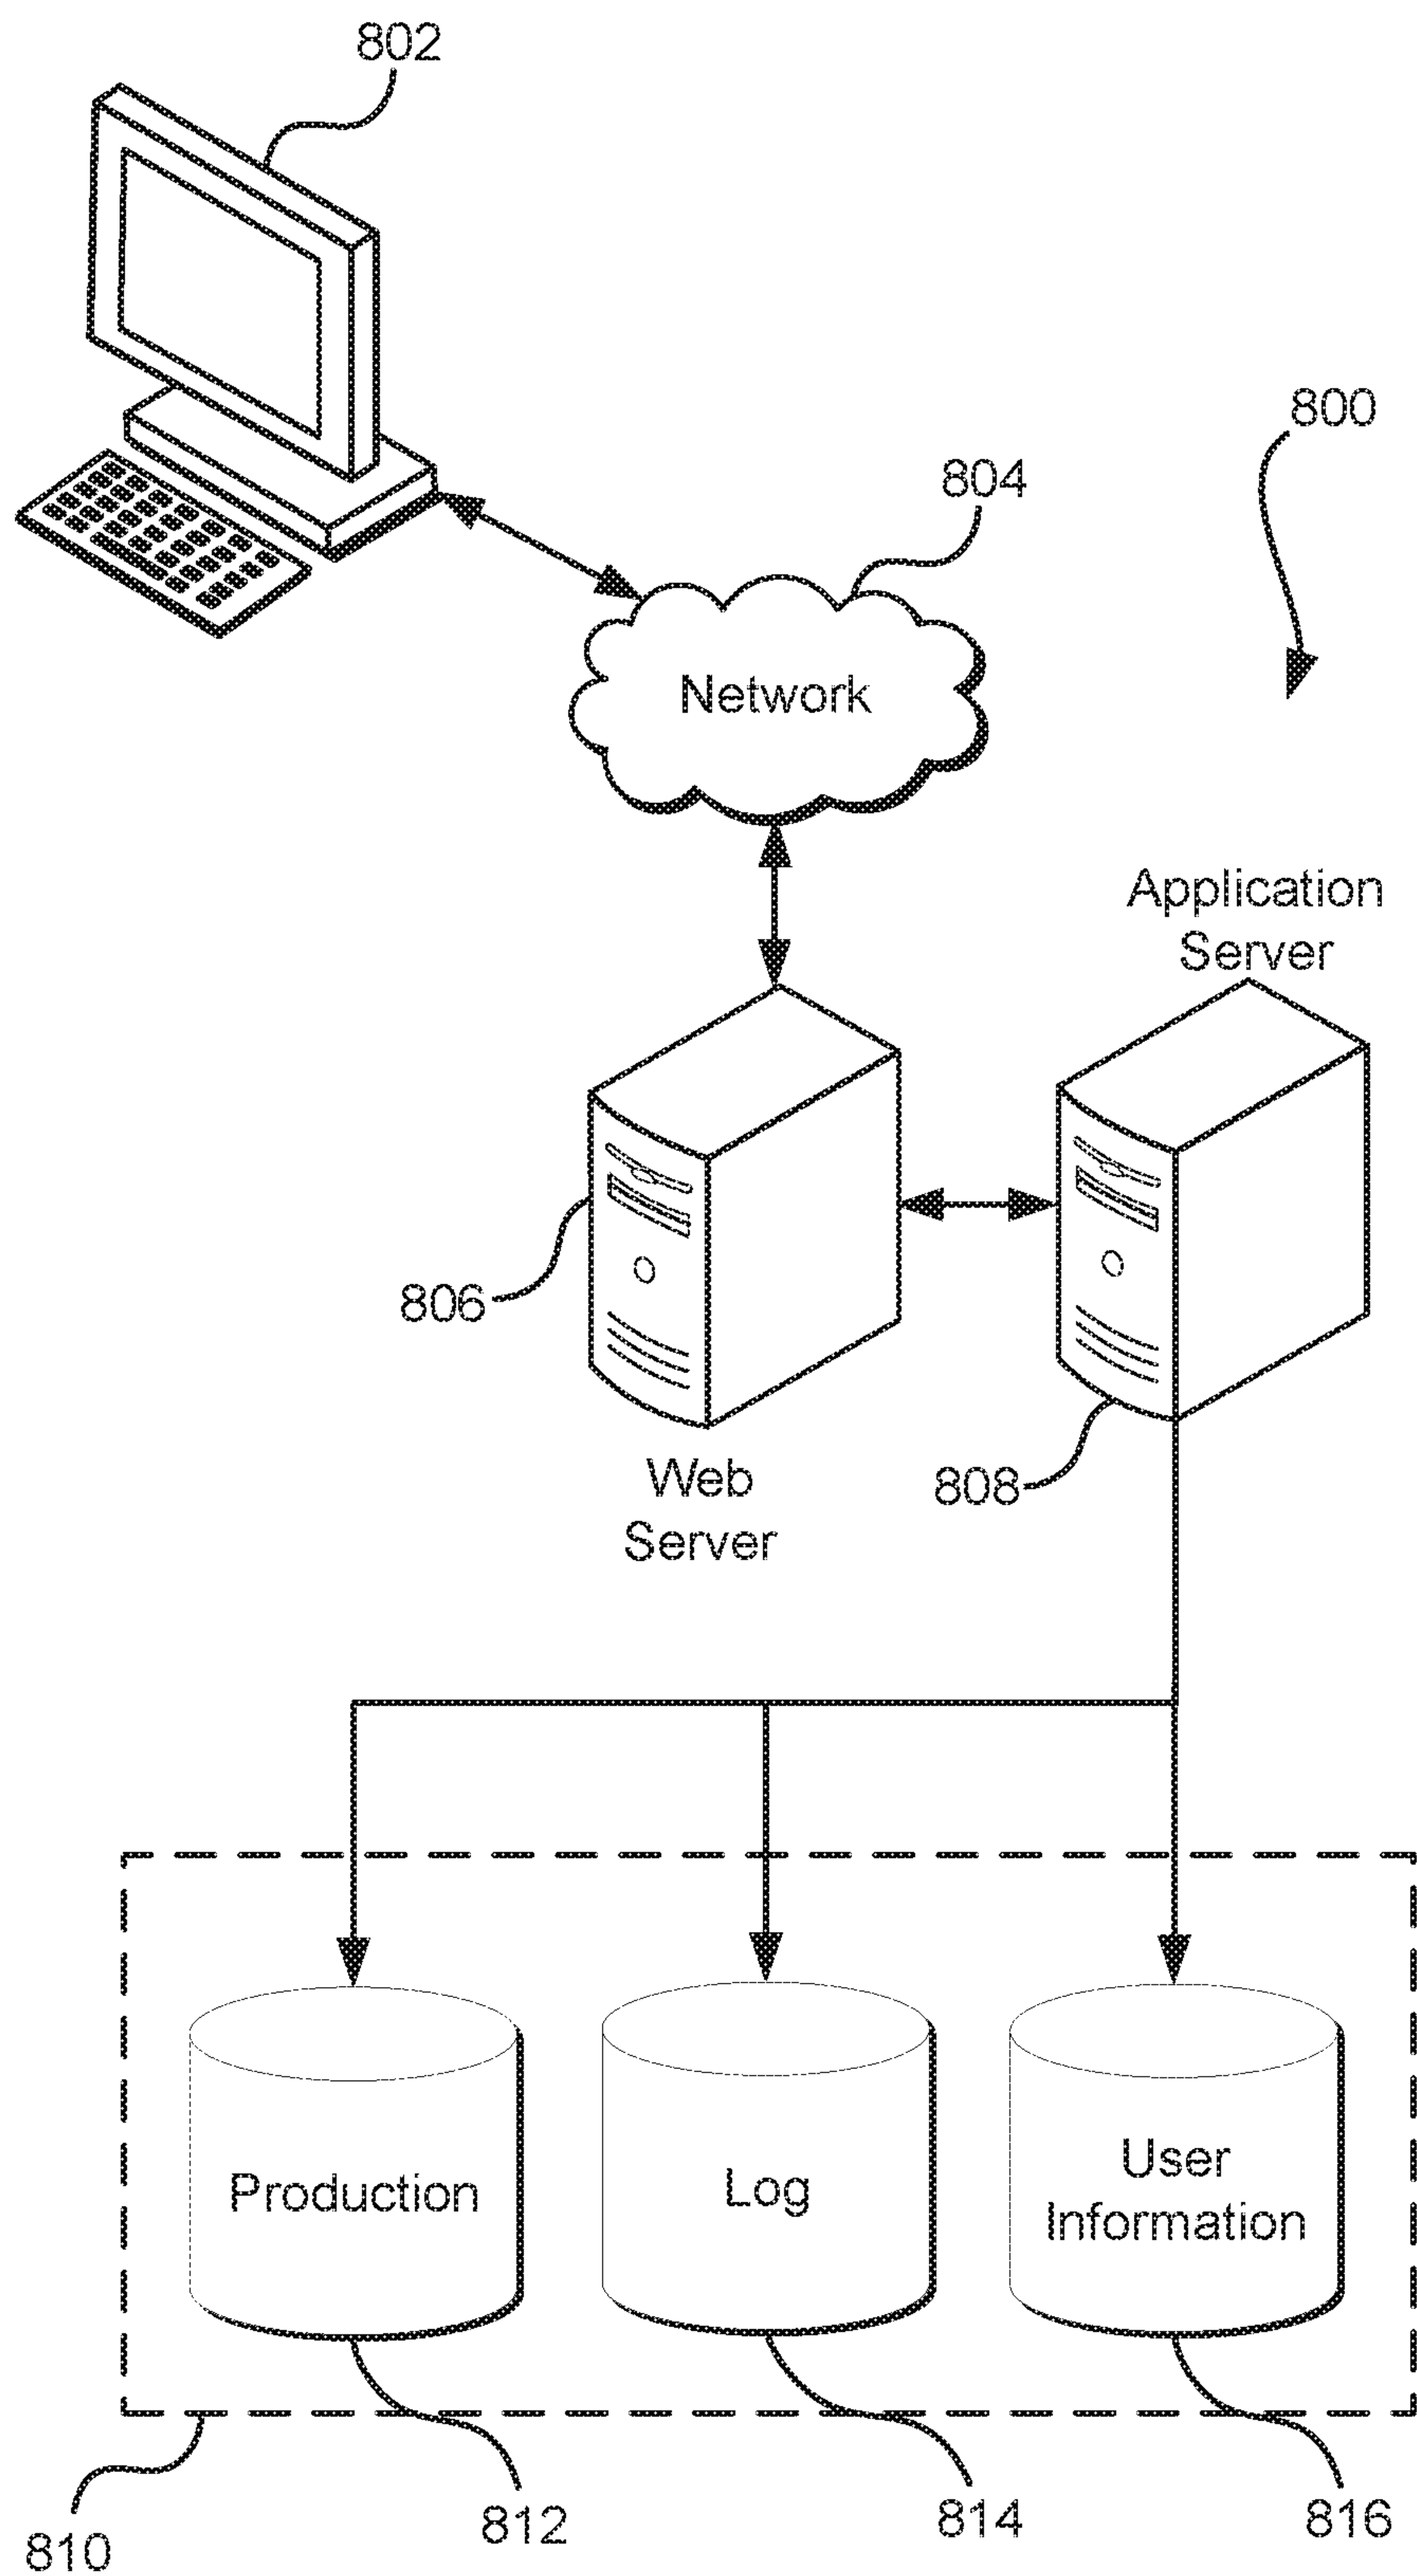 802
800
804
Network
Application
Server
806
Web
Server
808
Production
Log
User
Information
810
812
814
816